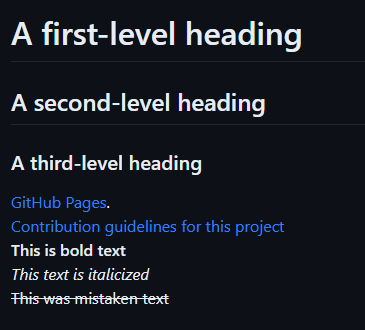 A first-level heading
A second-level heading
A third-level heading
GitHub Pages.
Contribution guidelines for this project
This is bold text
This text is italicized
This was mistaken text